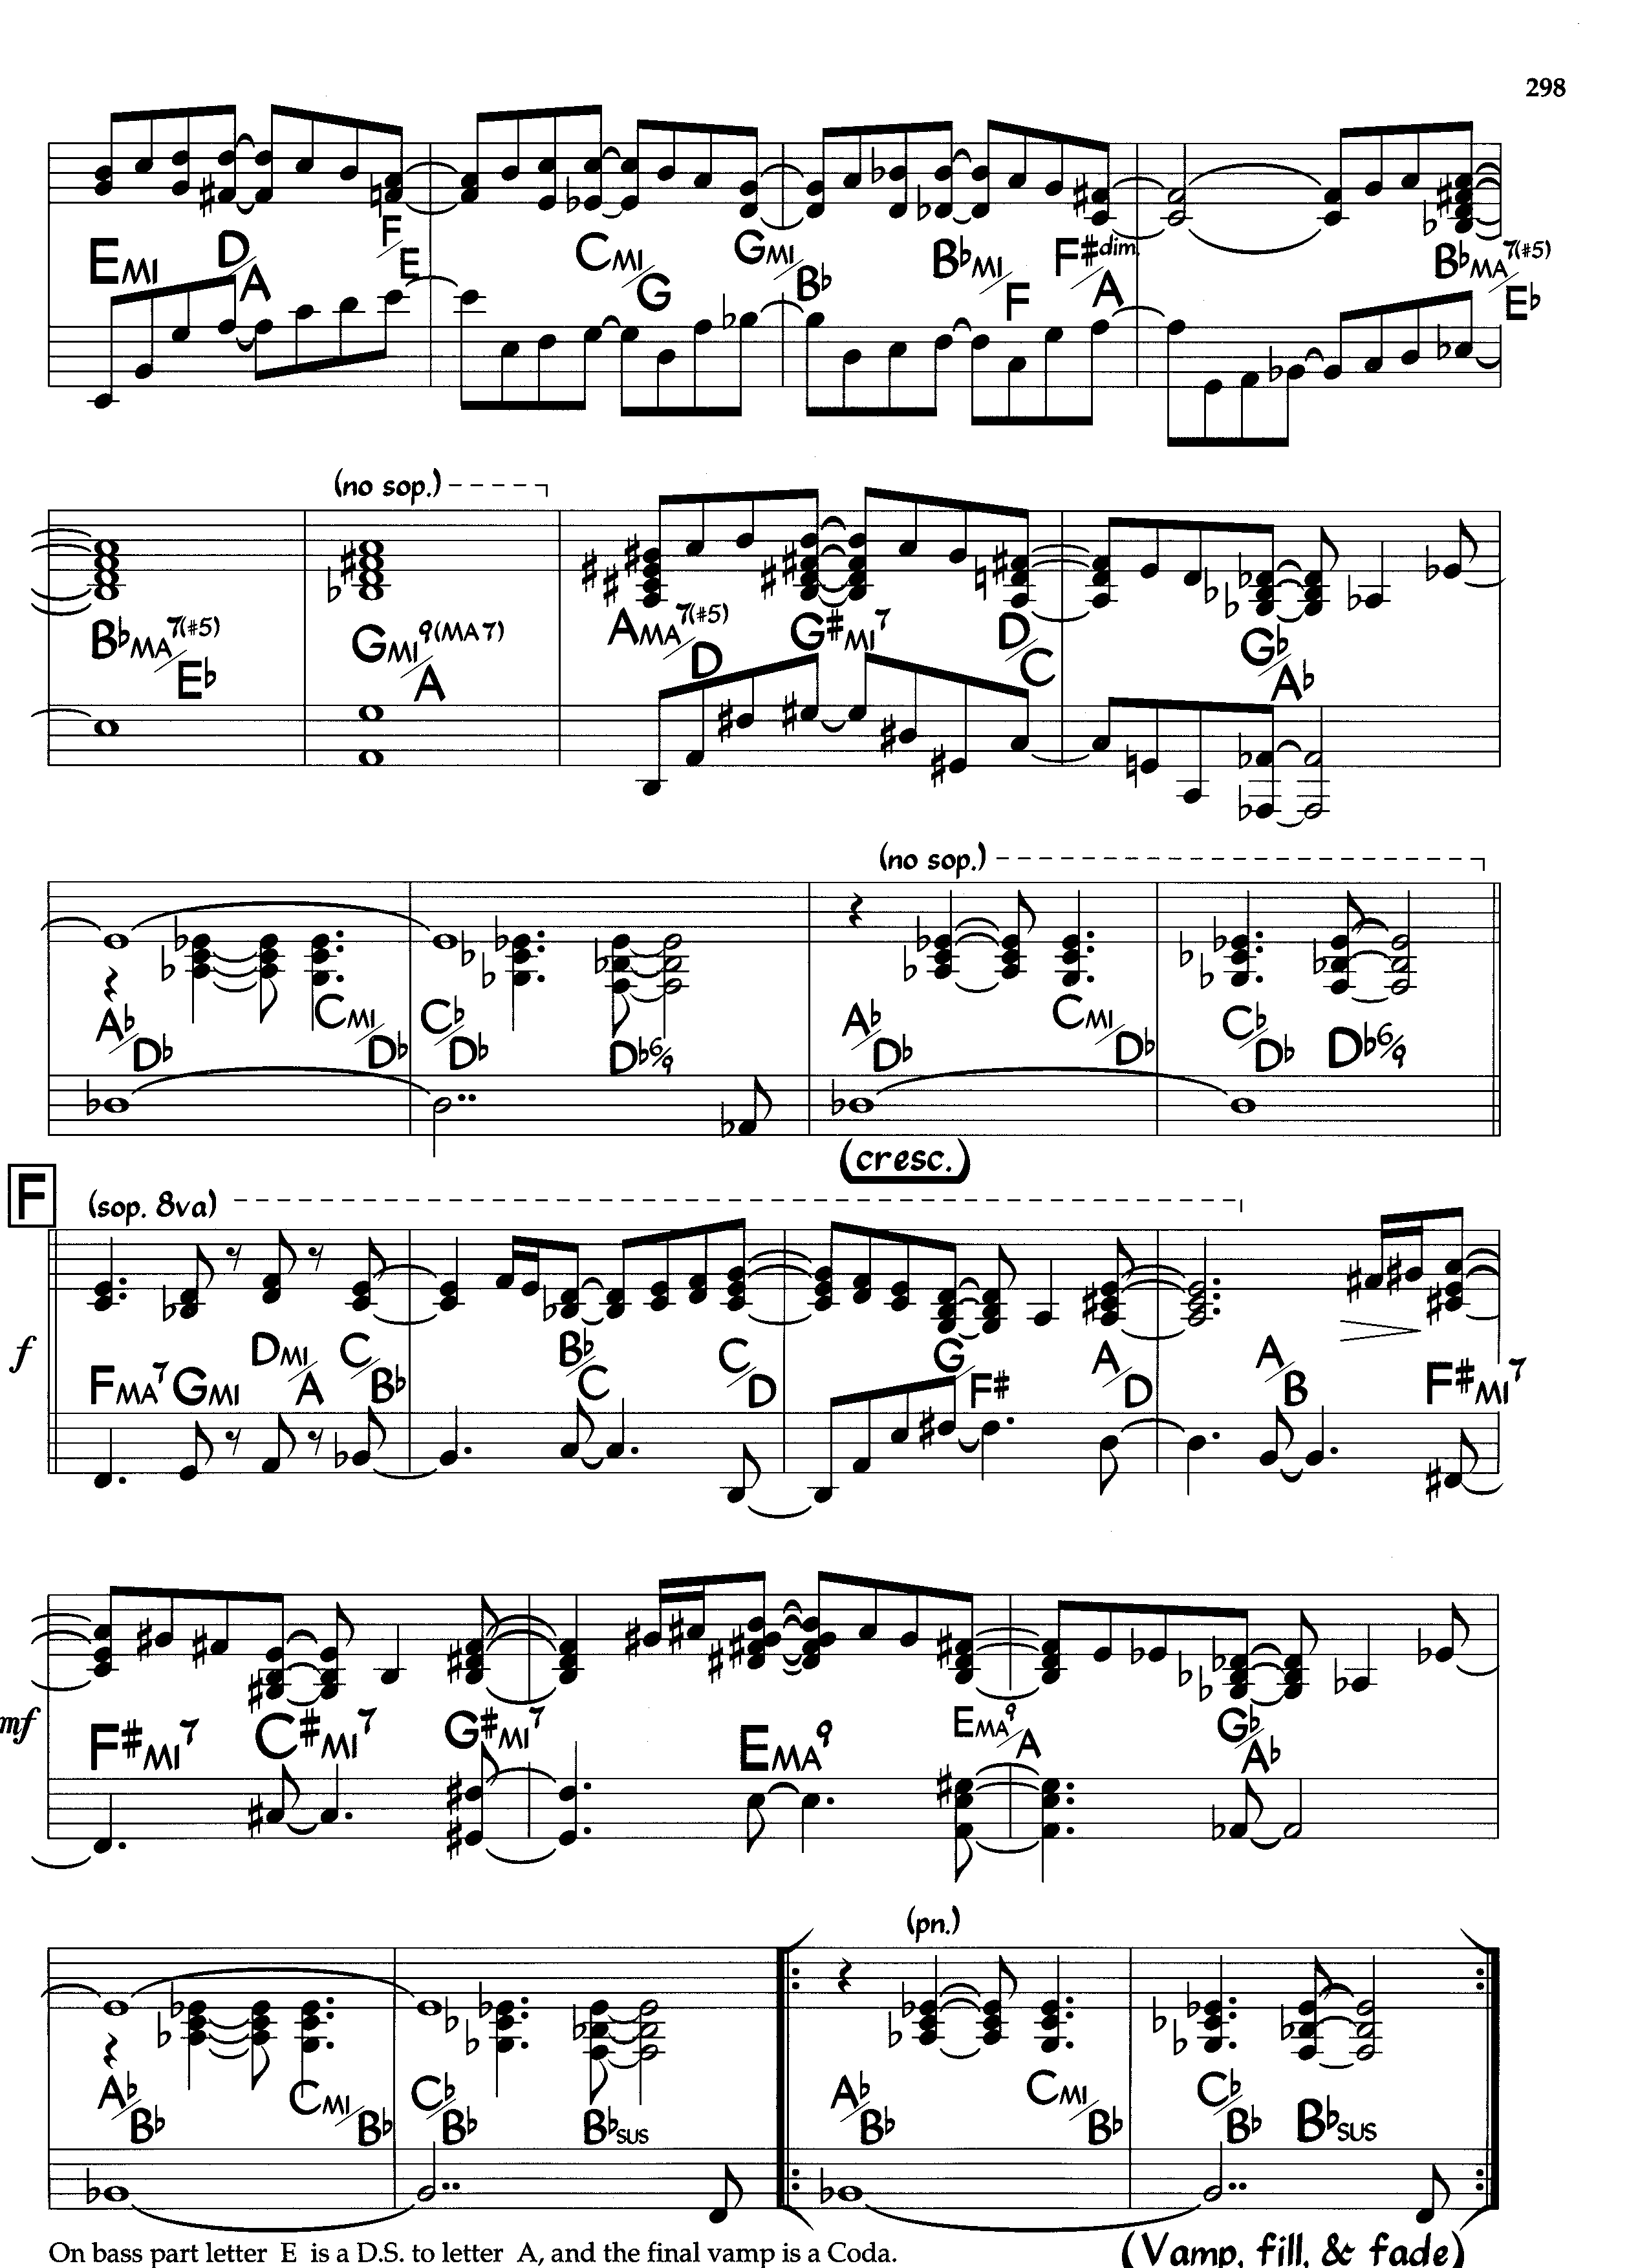 298
EMI D/A F/E CMI/G GMI/B♭ B♭MI/F F#dim./A B♭MA7(#5)/E♭
(no sop.)
B♭MA7(#5)/E♭ GMI9(MA7)/A AMA7(#5)/D G#MI7 D/C G♭/A♭
(no sop.)
A♭/D♭ CMI/D♭ C♭/D♭ D♭6/9 A♭/D♭ CMI/D♭ C♭/D♭ D♭6/9
(cresc.)
F (sop. 8va)
f
FMA7 GMI DMI/A C/B♭ B♭/C C/D G/F# A/D A/B F#MI7
mf
F#MI7 C#MI7 G#MI7 EMA9 EMA9/A G♭/A♭
(pn.)
A♭/B♭ CMI/B♭ C♭/B♭ B♭SUS A♭/B♭ CMI/B♭ C♭/B♭ B♭SUS
On bass part letter E is a D.S. to letter A, and the final vamp is a Coda.
(Vamp, fill, & fade)